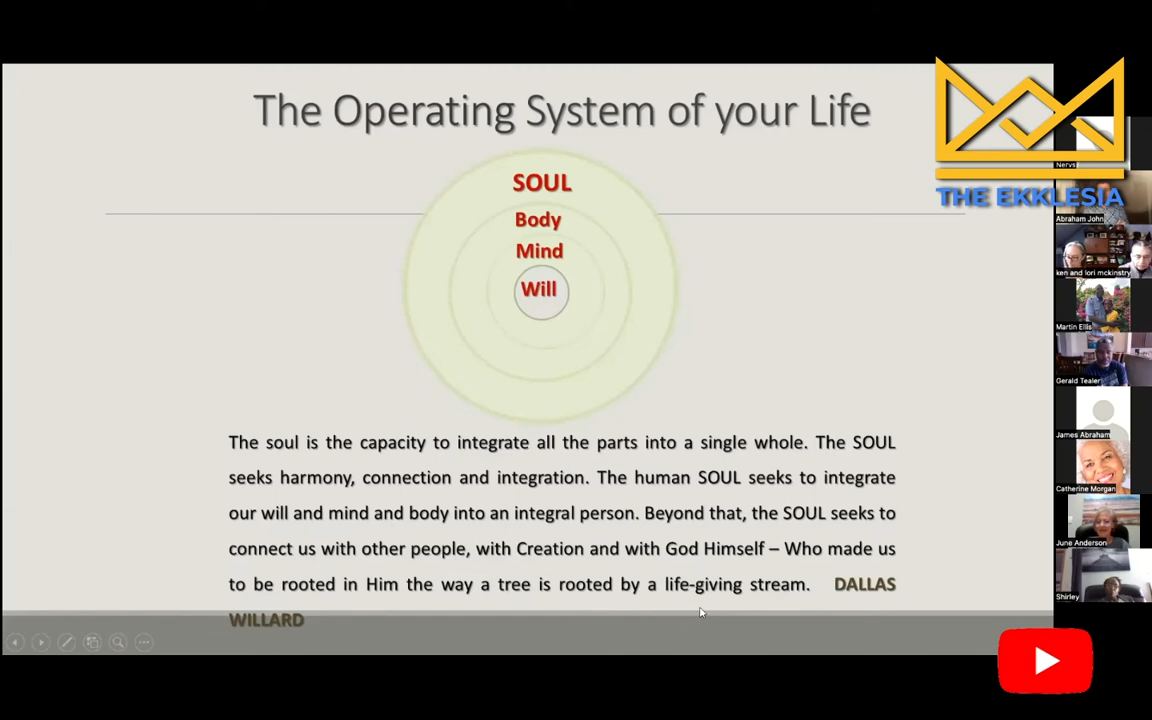 The Operating System of your Life
SOUL
Body
Mind
Will
The soul is the capacity to integrate all the parts into a single whole. The SOUL
seeks harmony, connection and integration. The human SOUL seeks to integrate
our will and mind and body into an integral person. Beyond that, the SOUL seeks to
connect us with other people, with Creation and with God Himself – Who made us
to be rooted in Him the way a tree is rooted by a life-giving stream. DALLAS
WILLARD
THE EKKLESIA
Nervs
Abraham John
ken and lori mckinstry
Martin Ellis
Gerald Tealer
James Abraham
Catherine Morgan
June Anderson
Shirley